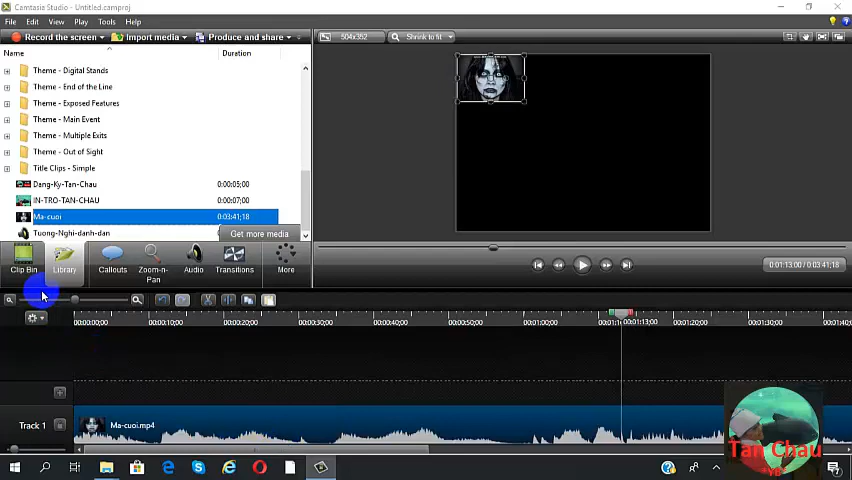 Camtasia Studio - Untitled.camproj
File Edit View Play Tools Help
Record the screen Import media Produce and share
504x352 Shrink to fit
Name Duration
Theme - Digital Stands
Theme - End of the Line
Theme - Exposed Features
Theme - Main Event
Theme - Multiple Exits
Theme - Out of Sight
Title Clips - Simple
Dang-Ky-Tan-Chau 0:00:05;00
IN-TRO-TAN-CHAU 0:00:07;00
Ma-cuoi 0:03:41;18
Tuong-Nghi-danh-dan
Get more media
Clip Bin Library Callouts Zoom-n-Pan Audio Transitions More
0:01:13.00 / 0:03:41;18
00:00:00;00 00:00:10;00 00:00:20;00 00:00:30;00 00:00:40;00 00:00:50;00 00:01:00;00 00:01:13;00 00:01:20;00 00:01:30;00 00:01:40;00
Track 1 Ma-cuoi.mp4
Tan Chau
"YB"